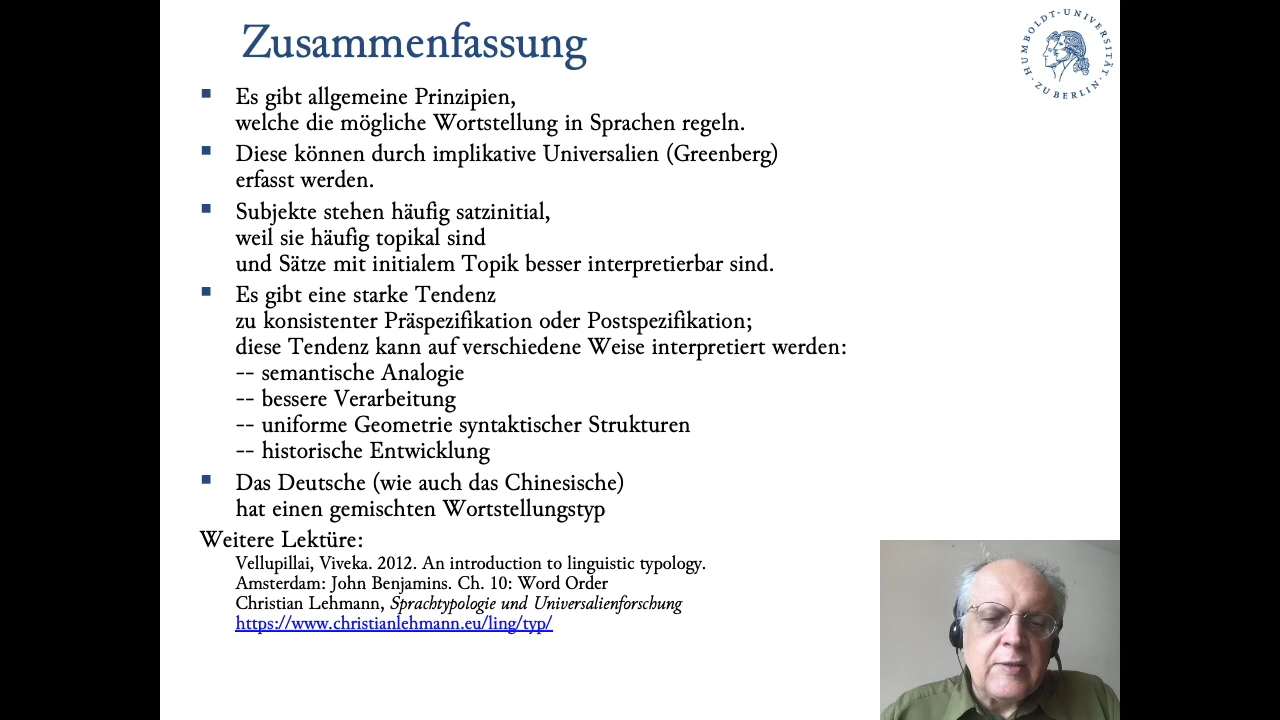 Zusammenfassung
HUMBOLDT-UNIVERSITÄT ZU BERLIN
Es gibt allgemeine Prinzipien,
welche die mögliche Wortstellung in Sprachen regeln.
Diese können durch implikative Universalien (Greenberg)
erfasst werden.
Subjekte stehen häufig satzinitial,
weil sie häufig topikal sind
und Sätze mit initialem Topik besser interpretierbar sind.
Es gibt eine starke Tendenz
zu konsistenter Präspezifikation oder Postspezifikation;
diese Tendenz kann auf verschiedene Weise interpretiert werden:
-- semantische Analogie
-- bessere Verarbeitung
-- uniforme Geometrie syntaktischer Strukturen
-- historische Entwicklung
Das Deutsche (wie auch das Chinesische)
hat einen gemischten Wortstellungstyp
Weitere Lektüre:
Vellupillai, Viveka. 2012. An introduction to linguistic typology.
Amsterdam: John Benjamins. Ch. 10: Word Order
Christian Lehmann, Sprachtypologie und Universalienforschung
https://www.christianlehmann.eu/ling/typ/